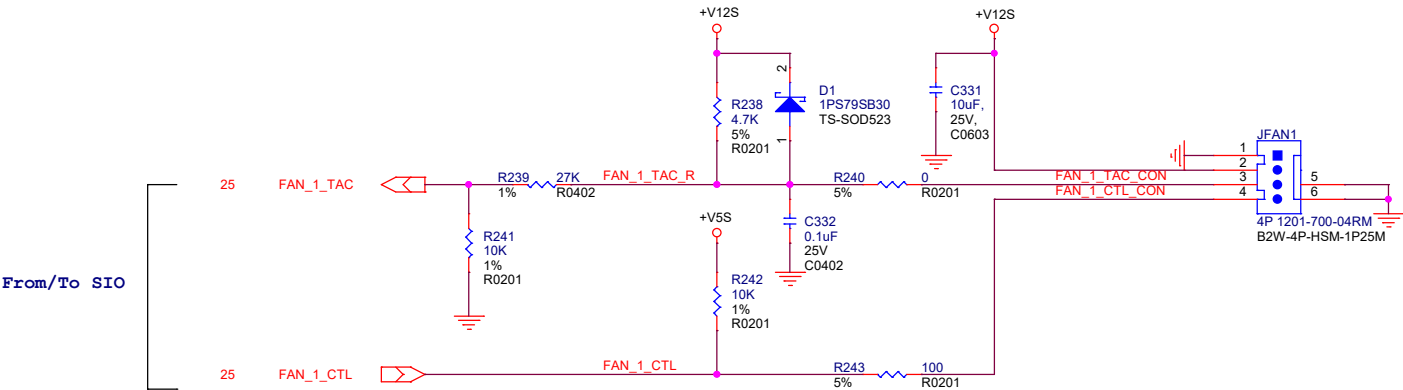 +V12S
+V12S
2
D1
1PS79SB30
TS-SOD523
1
R238
4.7K
5%
R0201
C331
10uF,
25V,
C0603
JFAN1
1
2
3
4
5
6
4P 1201-700-04RM
B2W-4P-HSM-1P25M
25 FAN_1_TAC
R239 27K
1% R0402
FAN_1_TAC_R
R240 0
5% R0201
FAN_1_TAC_CON
FAN_1_CTL_CON
R241
10K
1%
R0201
+V5S
C332
0.1uF
25V
C0402
R242
10K
1%
R0201
From/To SIO
25 FAN_1_CTL
FAN_1_CTL
R243 100
5% R0201